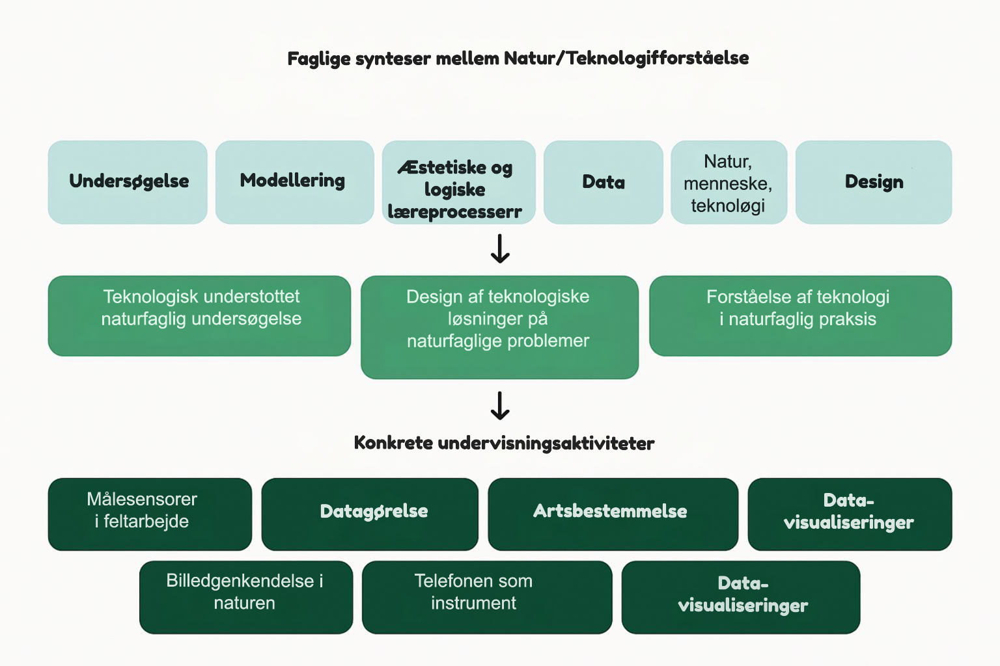 Faglige synteser mellem Natur/Teknologifforståelse
Undersøgelse
Modellering
Æstetiske og
logiske
læreprocesserr
Data
Natur,
menneske,
teknoløgi
Design
Teknologisk understottet
naturfaglig undersøgelse
Design af teknologiske
løsninger på
naturfaglige problemer
Forståelse af teknologi
i naturfaglig praksis
Konkrete undervisningsaktiviteter
Målesensorer
i feltarbejde
Datagørelse
Artsbestemmelse
Data-
visualiseringer
Billedgenkendelse i
naturen
Telefonen som
instrument
Data-
visualiseringer